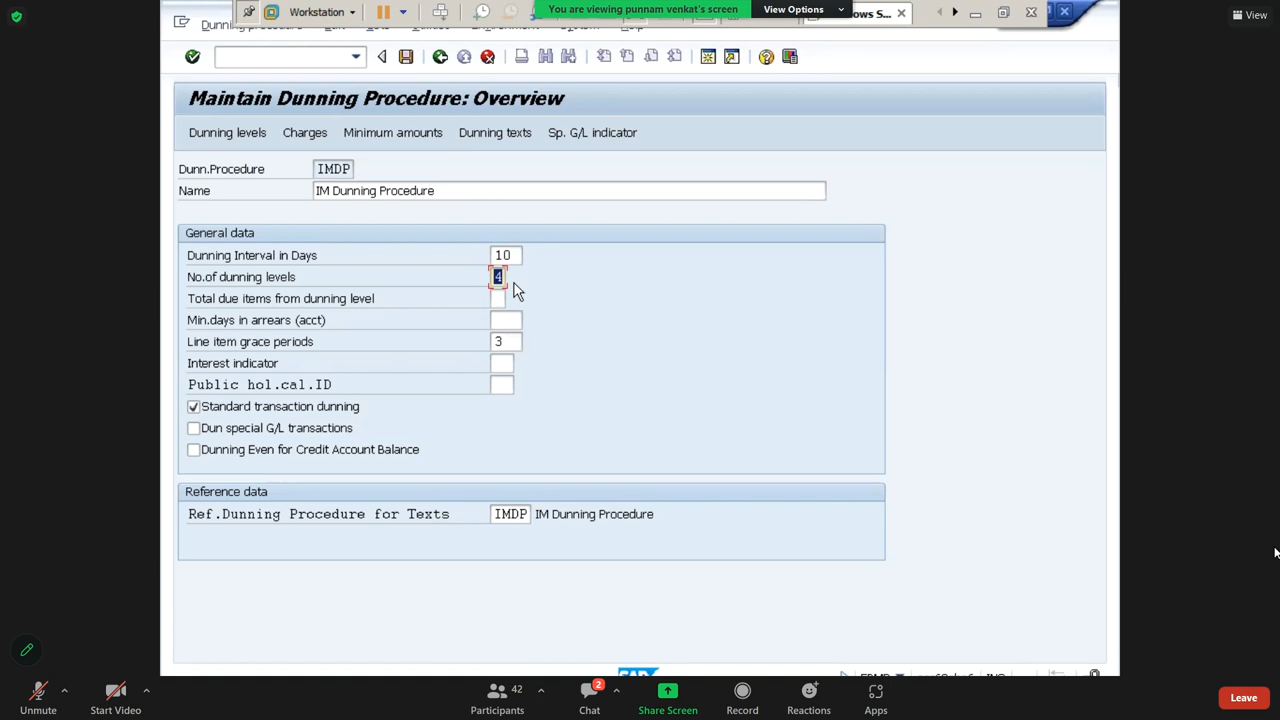 Workstation
You are viewing punnam venkat's screen
View Options
View
Maintain Dunning Procedure: Overview
Dunning levels Charges Minimum amounts Dunning texts Sp. G/L indicator
Dunn.Procedure IMDP
Name IM Dunning Procedure
General data
Dunning Interval in Days 10
No.of dunning levels 4
Total due items from dunning level
Min.days in arrears (acct)
Line item grace periods 3
Interest indicator
Public hol.cal.ID
Standard transaction dunning
Dun special G/L transactions
Dunning Even for Credit Account Balance
Reference data
Ref.Dunning Procedure for Texts IMDP IM Dunning Procedure
SAP
42 2
Unmute Start Video Participants Chat Share Screen Record Reactions Apps Leave